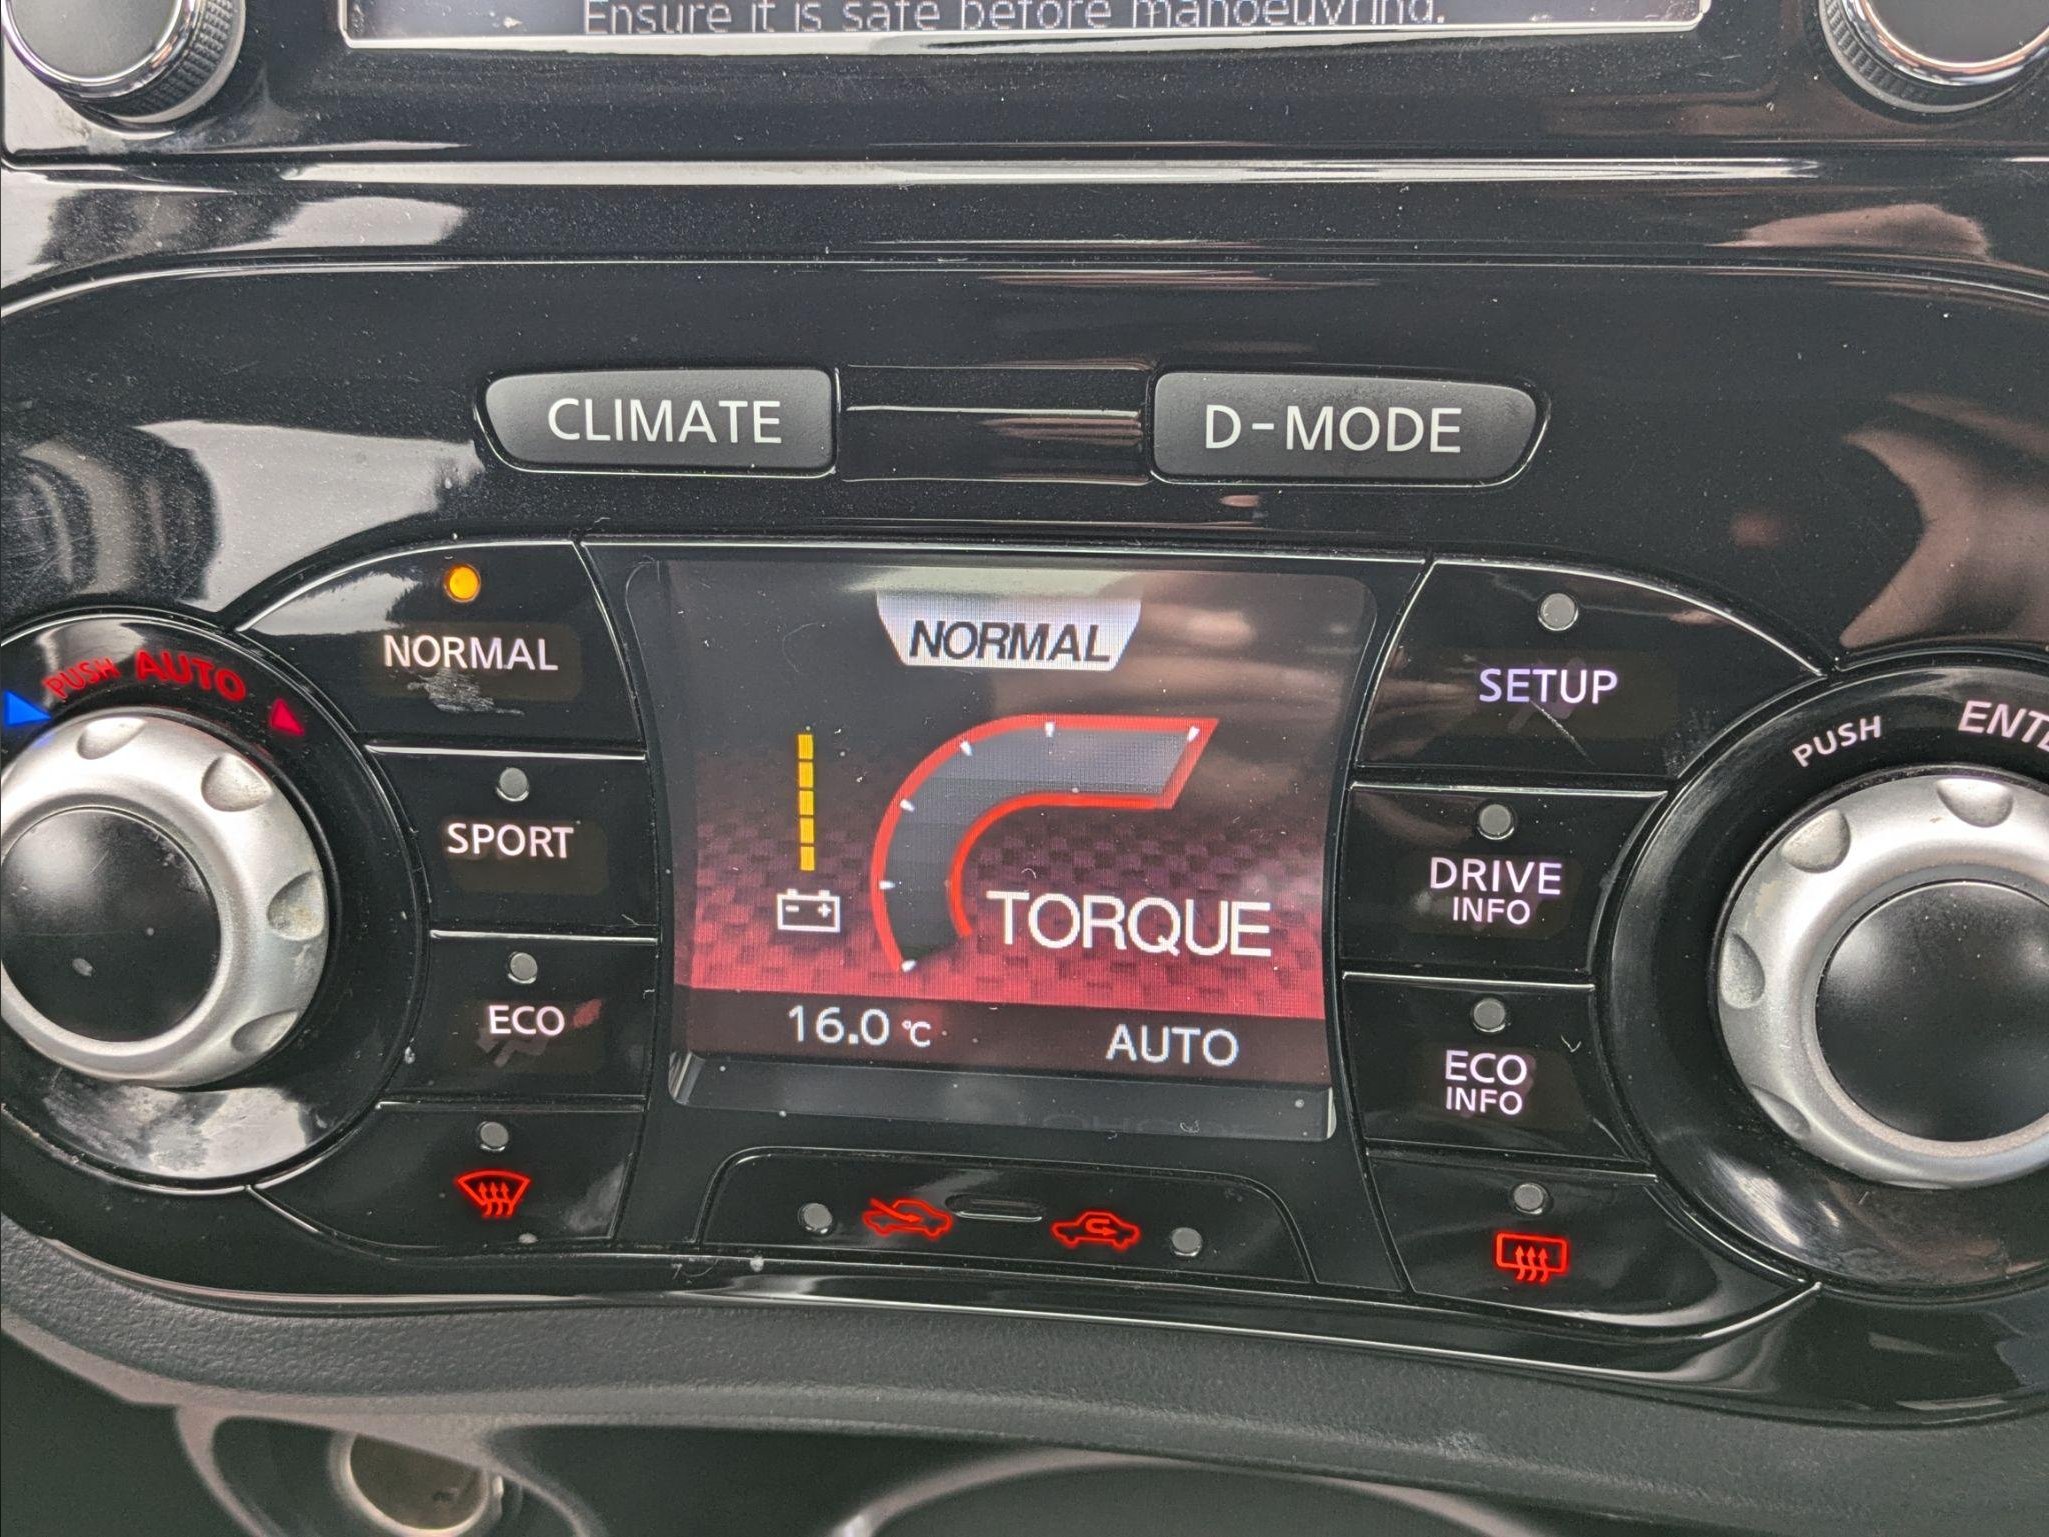 Ensure it is safe before manoeuvring.
CLIMATE
D-MODE
NORMAL
PUSH AUTO
NORMAL
SETUP
PUSH
SPORT
DRIVE
INFO
TORQUE
ECO
ECO
INFO
16.0 °C
AUTO